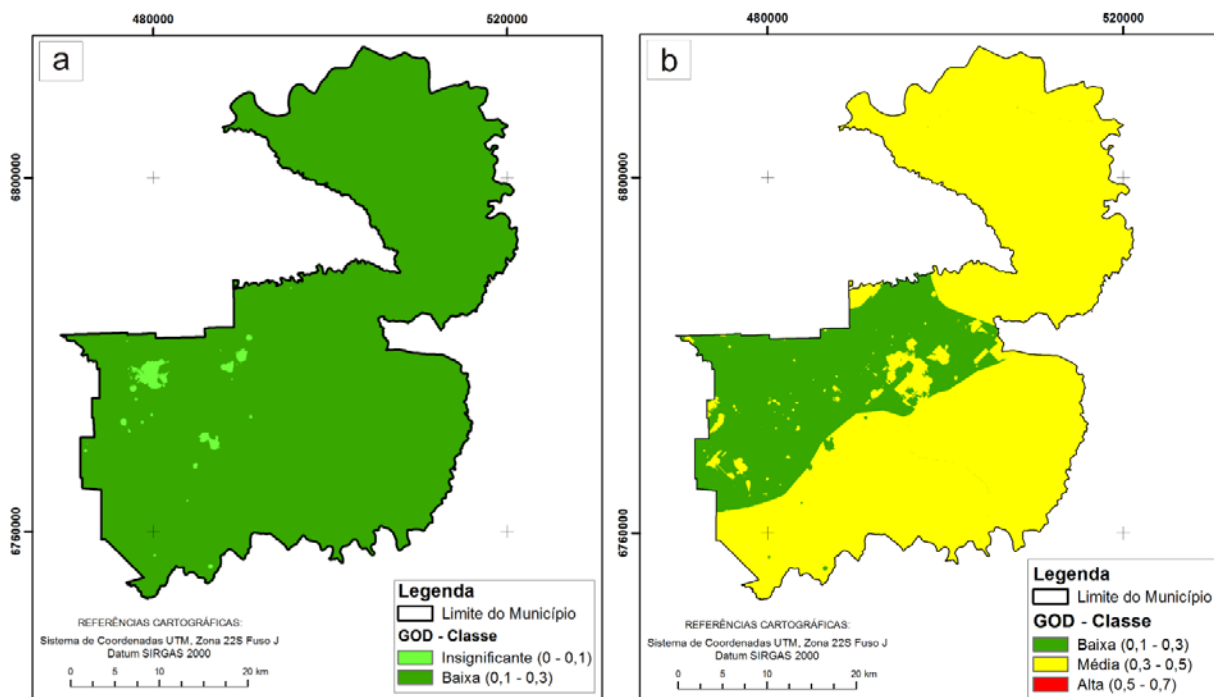 480000
520000
a
6800000
6760000
Legenda
Limite do Município
GOD - Classe
Insignificante (0 - 0,1)
Baixa (0,1 - 0,3)
REFERÊNCIAS CARTOGRÁFICAS:
Sistema de Coordenadas UTM, Zona 22S Fuso J
Datum SIRGAS 2000
0 5 10 20 km
480000
520000
b
6800000
6760000
Legenda
Limite do Município
GOD - Classe
Baixa (0,1 - 0,3)
Média (0,3 - 0,5)
Alta (0,5 - 0,7)
REFERÊNCIAS CARTOGRÁFICAS:
Sistema de Coordenadas UTM, Zona 22S Fuso J
Datum SIRGAS 2000
0 5 10 20 km